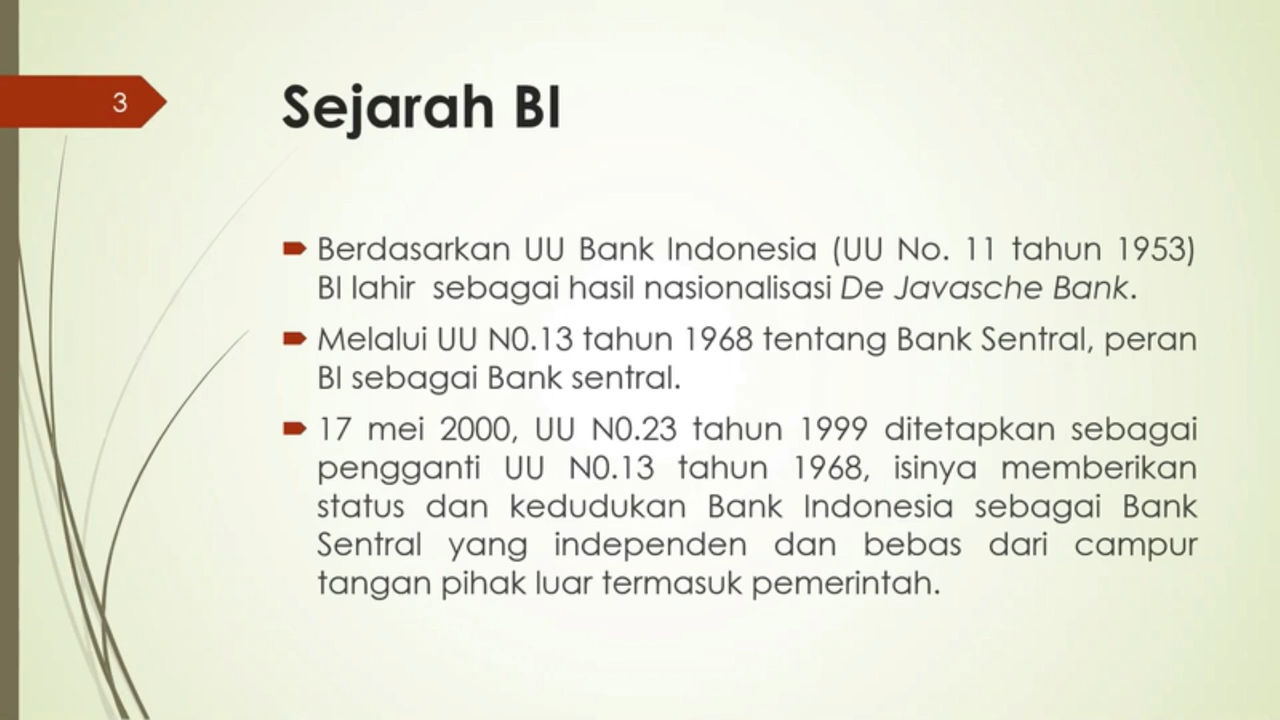 3
Sejarah BI
Berdasarkan UU Bank Indonesia (UU No. 11 tahun 1953)
BI lahir sebagai hasil nasionalisasi De Javasche Bank.
Melalui UU N0.13 tahun 1968 tentang Bank Sentral, peran
BI sebagai Bank sentral.
17 mei 2000, UU N0.23 tahun 1999 ditetapkan sebagai
pengganti UU N0.13 tahun 1968, isinya memberikan
status dan kedudukan Bank Indonesia sebagai Bank
Sentral yang independen dan bebas dari campur
tangan pihak luar termasuk pemerintah.